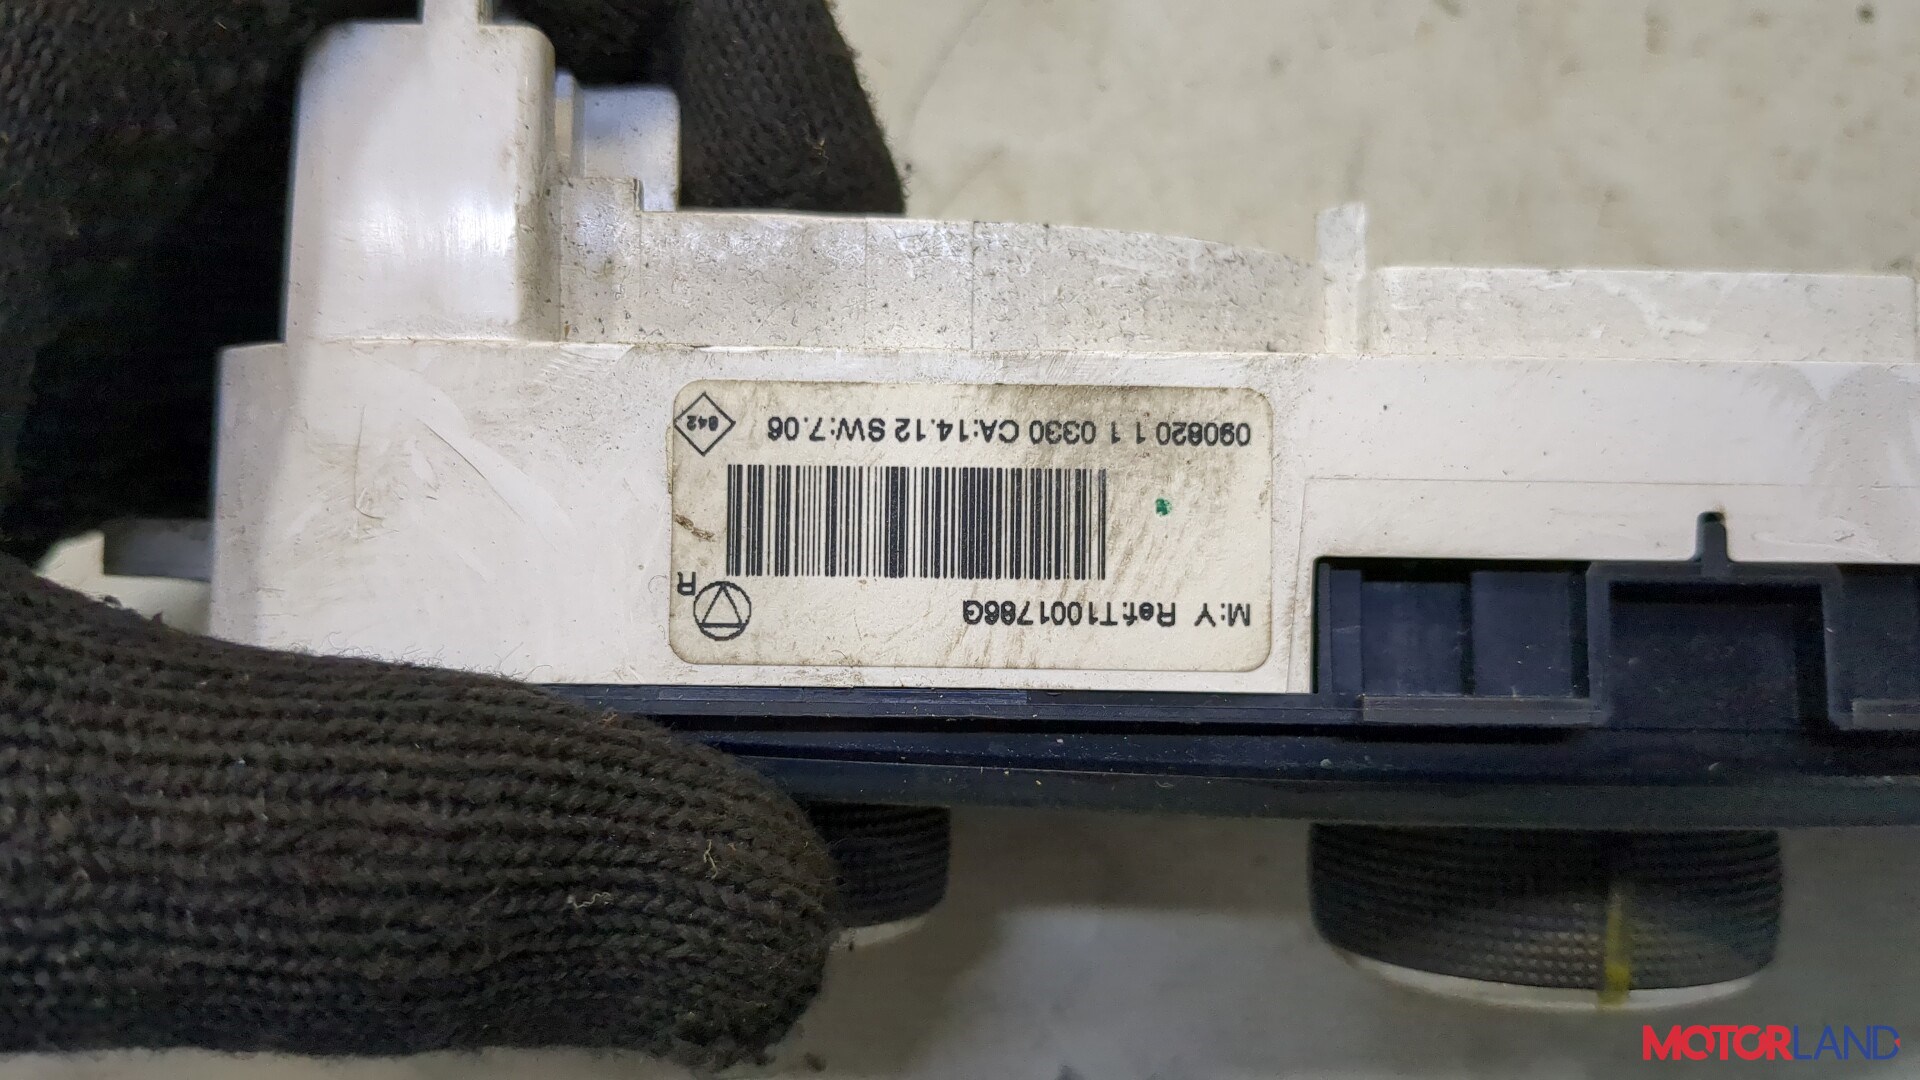 M:Y Ref:T1001786G
R
090820 1 1 0330 CA:14.12 SW:7.06
842
MOTORLAND